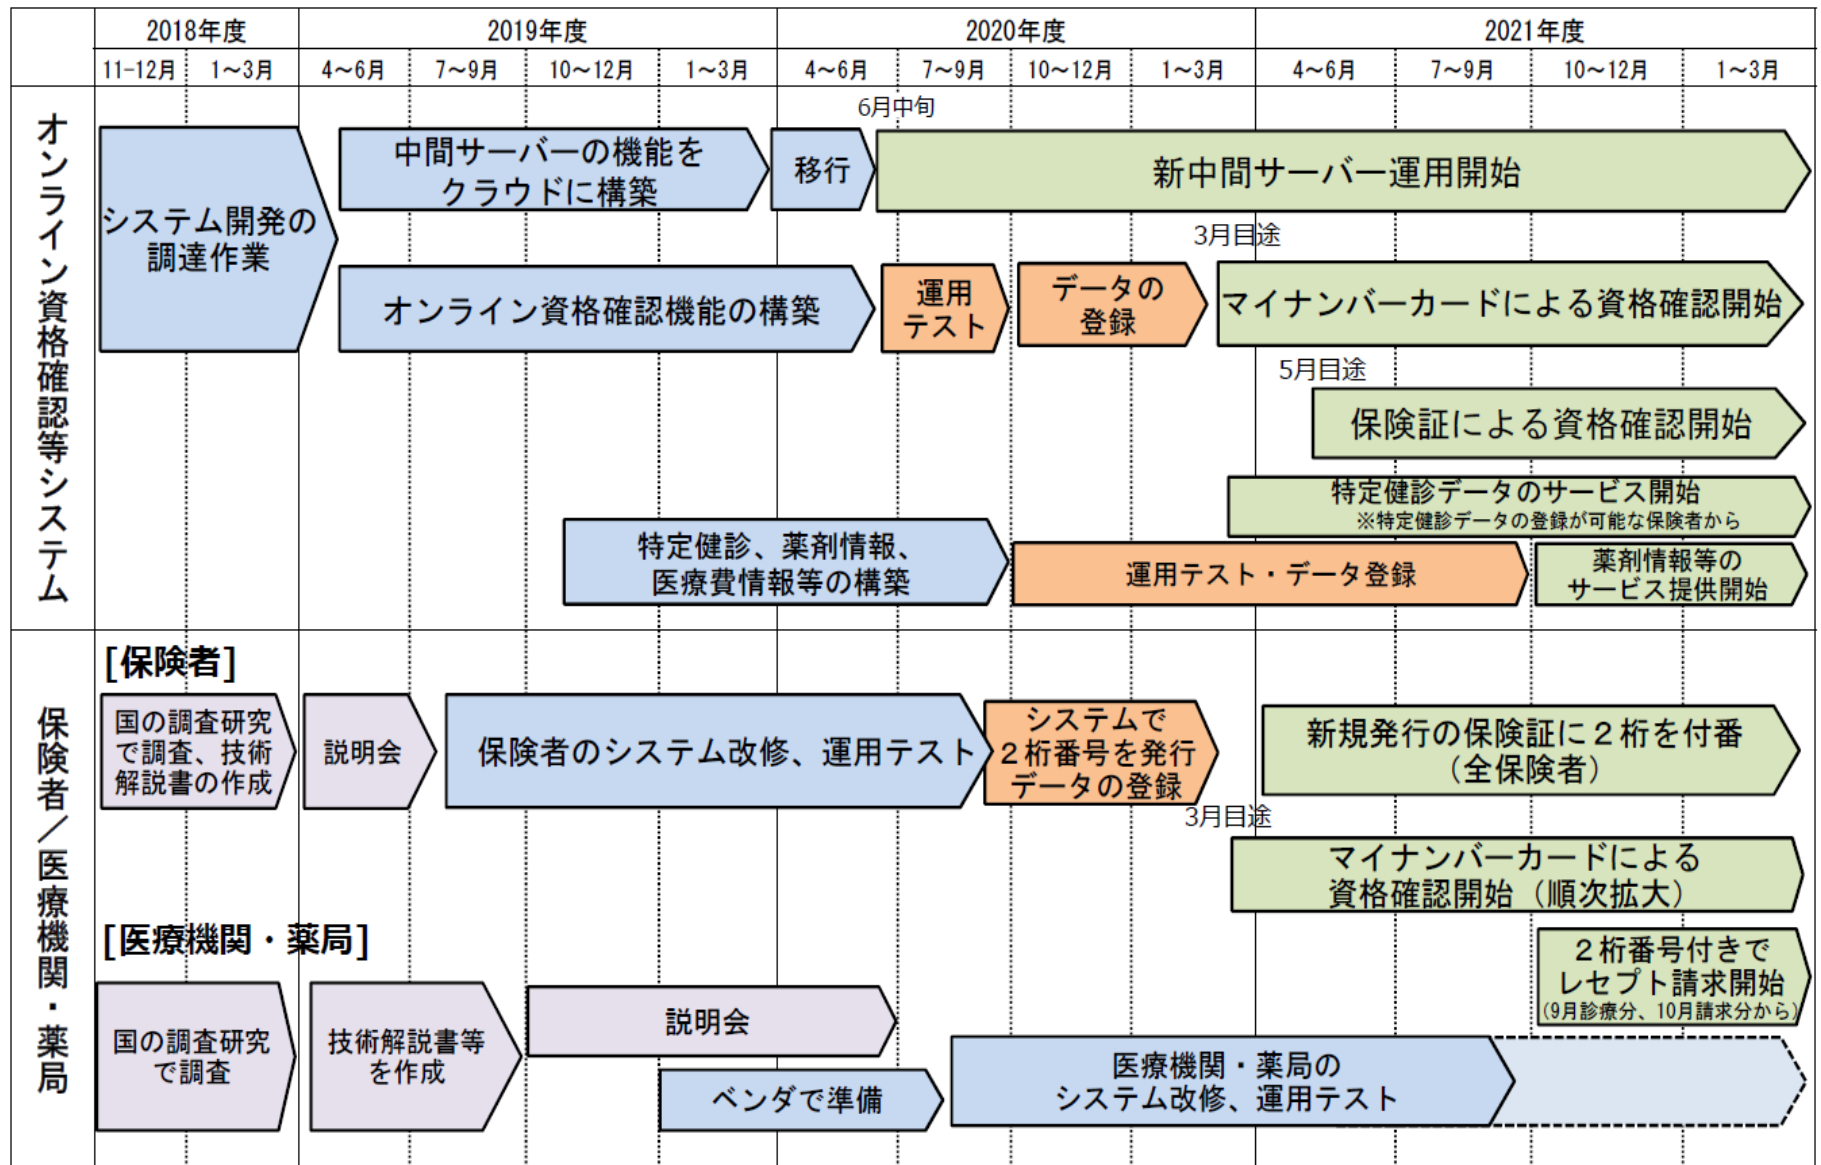 2018年度
2019年度
2020年度
2021年度
11-12月
1～3月
4～6月
7～9月
10～12月
1～3月
4～6月
7～9月
10～12月
1～3月
4～6月
7～9月
10～12月
1～3月
オンライン資格確認等システム
6月中旬
システム開発の
調達作業
中間サーバーの機能を
クラウドに構築
移行
新中間サーバー運用開始
3月目途
オンライン資格確認機能の構築
運用
テスト
データの
登録
マイナンバーカードによる資格確認開始
5月目途
保険証による資格確認開始
特定健診データのサービス開始
※特定健診データの登録が可能な保険者から
特定健診、薬剤情報、
医療費情報等の構築
運用テスト・データ登録
薬剤情報等の
サービス提供開始
保険者／医療機関・薬局
[保険者]
国の調査研究
で調査、技術
解説書の作成
説明会
保険者のシステム改修、運用テスト
システムで
２桁番号を発行
データの登録
新規発行の保険証に２桁を付番
（全保険者）
3月目途
マイナンバーカードによる
資格確認開始（順次拡大）
[医療機関・薬局]
２桁番号付きで
レセプト請求開始
(9月診療分、10月請求分から)
国の調査研究
で調査
技術解説書等
を作成
説明会
ベンダで準備
医療機関・薬局の
システム改修、運用テスト